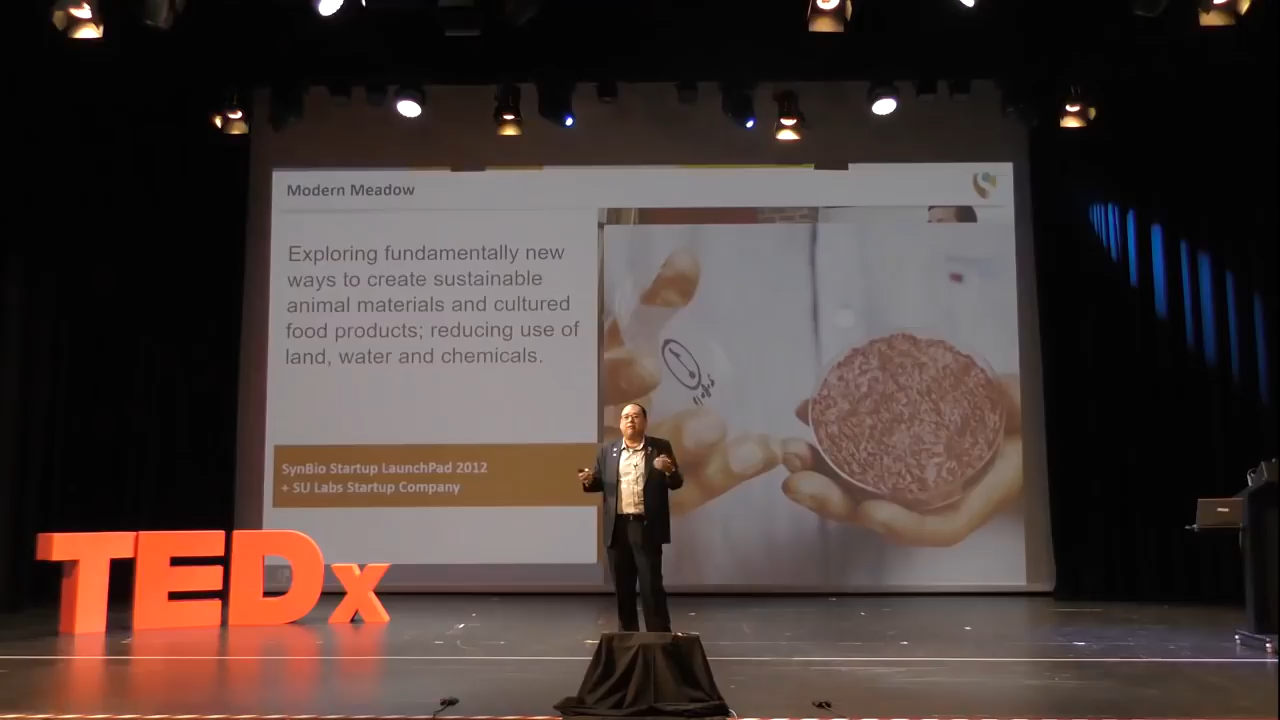 Modern Meadow
Exploring fundamentally new
ways to create sustainable
animal materials and cultured
food products; reducing use of
land, water and chemicals.
SynBio Startup LaunchPad 2012
+ SU Labs Startup Company
TEDx